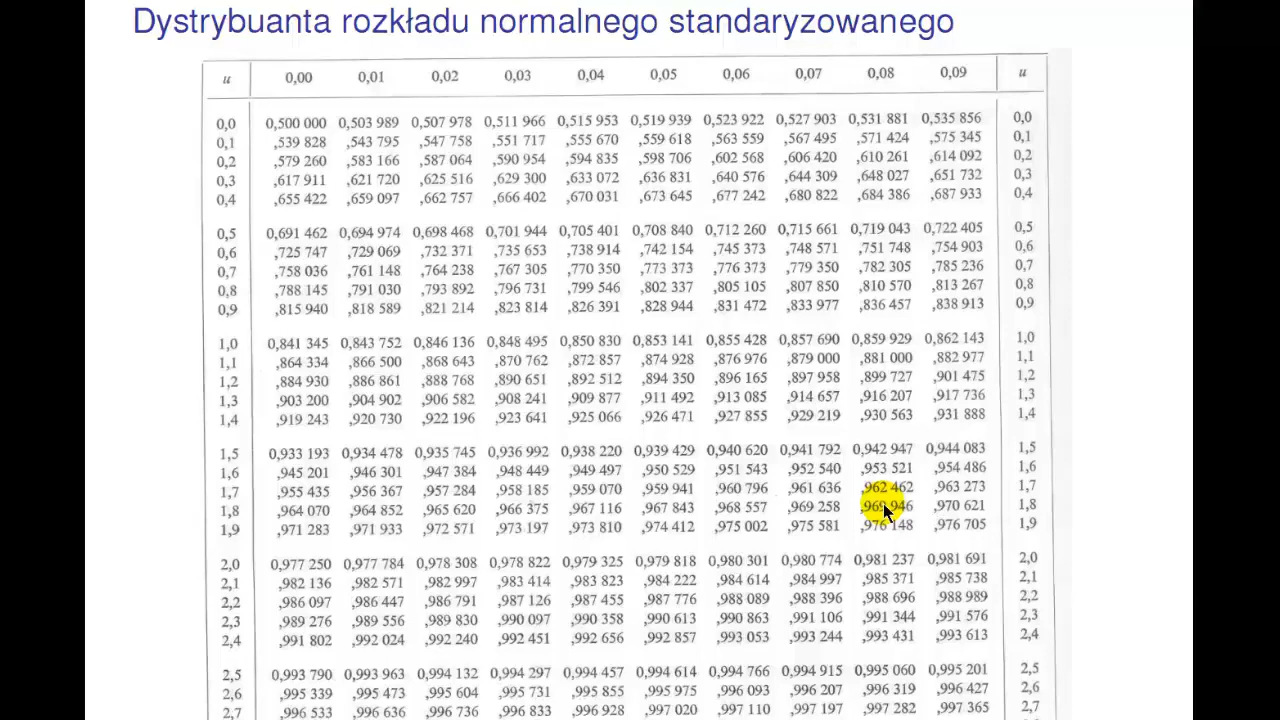 Dystrybuanta rozkładu normalnego standaryzowanego
u 0,00 0,01 0,02 0,03 0,04 0,05 0,06 0,07 0,08 0,09 u
0,0 0,500 000 0,503 989 0,507 978 0,511 966 0,515 953 0,519 939 0,523 922 0,527 903 0,531 881 0,535 856 0,0
0,1 ,539 828 ,543 795 ,547 758 ,551 717 ,555 670 ,559 618 ,563 559 ,567 495 ,571 424 ,575 345 0,1
0,2 ,579 260 ,583 166 ,587 064 ,590 954 ,594 835 ,598 706 ,602 568 ,606 420 ,610 261 ,614 092 0,2
0,3 ,617 911 ,621 720 ,625 516 ,629 300 ,633 072 ,636 831 ,640 576 ,644 309 ,648 027 ,651 732 0,3
0,4 ,655 422 ,659 097 ,662 757 ,666 402 ,670 031 ,673 645 ,677 242 ,680 822 ,684 386 ,687 933 0,4
0,5 0,691 462 0,694 974 0,698 468 0,701 944 0,705 401 0,708 840 0,712 260 0,715 661 0,719 043 0,722 405 0,5
0,6 ,725 747 ,729 069 ,732 371 ,735 653 ,738 914 ,742 154 ,745 373 ,748 571 ,751 748 ,754 903 0,6
0,7 ,758 036 ,761 148 ,764 238 ,767 305 ,770 350 ,773 373 ,776 373 ,779 350 ,782 305 ,785 236 0,7
0,8 ,788 145 ,791 030 ,793 892 ,796 731 ,799 546 ,802 337 ,805 105 ,807 850 ,810 570 ,813 267 0,8
0,9 ,815 940 ,818 589 ,821 214 ,823 814 ,826 391 ,828 944 ,831 472 ,833 977 ,836 457 ,838 913 0,9
1,0 0,841 345 0,843 752 0,846 136 0,848 495 0,850 830 0,853 141 0,855 428 0,857 690 0,859 929 0,862 143 1,0
1,1 ,864 334 ,866 500 ,868 643 ,870 762 ,872 857 ,874 928 ,876 976 ,879 000 ,881 000 ,882 977 1,1
1,2 ,884 930 ,886 861 ,888 768 ,890 651 ,892 512 ,894 350 ,896 165 ,897 958 ,899 727 ,901 475 1,2
1,3 ,903 200 ,904 902 ,906 582 ,908 241 ,909 877 ,911 492 ,913 085 ,914 657 ,916 207 ,917 736 1,3
1,4 ,919 243 ,920 730 ,922 196 ,923 641 ,925 066 ,926 471 ,927 855 ,929 219 ,930 563 ,931 888 1,4
1,5 0,933 193 0,934 478 0,935 745 0,936 992 0,938 220 0,939 429 0,940 620 0,941 792 0,942 947 0,944 083 1,5
1,6 ,945 201 ,946 301 ,947 384 ,948 449 ,949 497 ,950 529 ,951 543 ,952 540 ,953 521 ,954 486 1,6
1,7 ,955 435 ,956 367 ,957 284 ,958 185 ,959 070 ,959 941 ,960 796 ,961 636 ,962 462 ,963 273 1,7
1,8 ,964 070 ,964 852 ,965 620 ,966 375 ,967 116 ,967 843 ,968 557 ,969 258 ,969 946 ,970 621 1,8
1,9 ,971 283 ,971 933 ,972 571 ,973 197 ,973 810 ,974 412 ,975 002 ,975 581 ,976 148 ,976 705 1,9
2,0 0,977 250 0,977 784 0,978 308 0,978 822 0,979 325 0,979 818 0,980 301 0,980 774 0,981 237 0,981 691 2,0
2,1 ,982 136 ,982 571 ,982 997 ,983 414 ,983 823 ,984 222 ,984 614 ,984 997 ,985 371 ,985 738 2,1
2,2 ,986 097 ,986 447 ,986 791 ,987 126 ,987 455 ,987 776 ,988 089 ,988 396 ,988 696 ,988 989 2,2
2,3 ,989 276 ,989 556 ,989 830 ,990 097 ,990 358 ,990 613 ,990 863 ,991 106 ,991 344 ,991 576 2,3
2,4 ,991 802 ,992 024 ,992 240 ,992 451 ,992 656 ,992 857 ,993 053 ,993 244 ,993 431 ,993 613 2,4
2,5 0,993 790 0,993 963 0,994 132 0,994 297 0,994 457 0,994 614 0,994 766 0,994 915 0,995 060 0,995 201 2,5
2,6 ,995 339 ,995 473 ,995 604 ,995 731 ,995 855 ,995 975 ,996 093 ,996 207 ,996 319 ,996 427 2,6
2,7 ,996 533 ,996 636 ,996 736 ,996 833 ,996 928 ,997 020 ,997 110 ,997 197 ,997 282 ,997 365 2,7